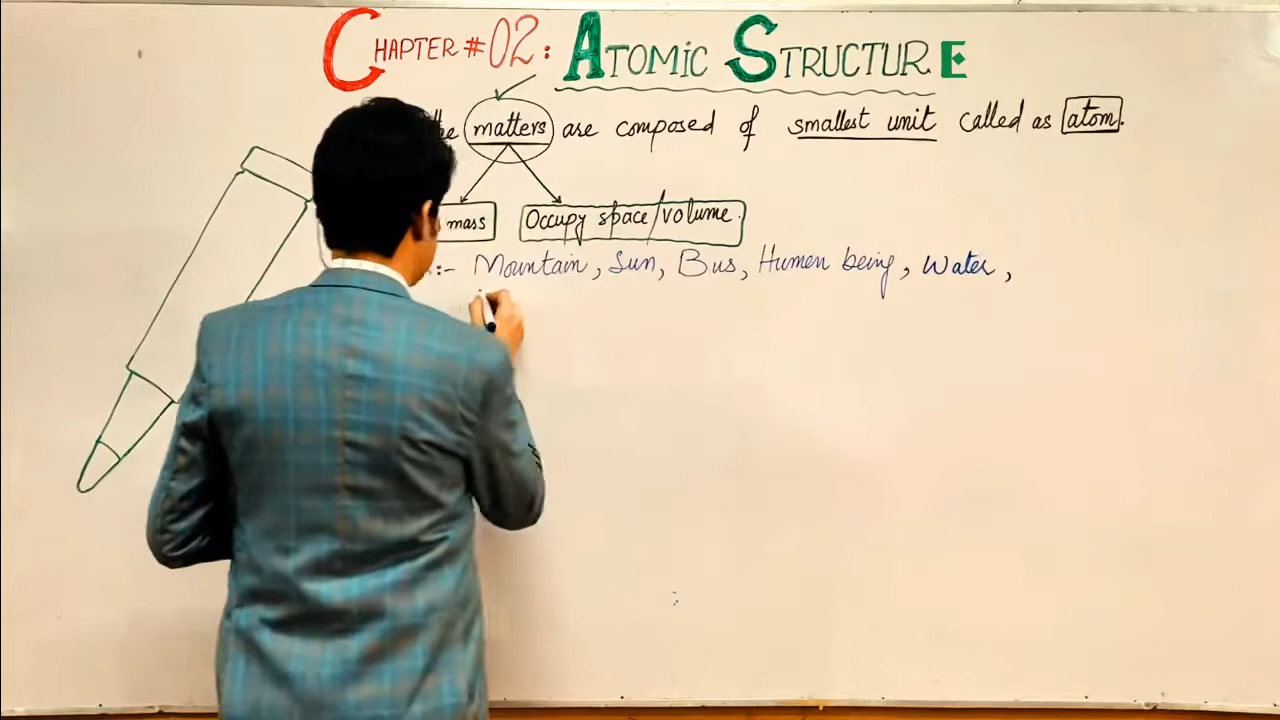 CHAPTER # 02: ATOMIC STRUCTURE
matters are composed of smallest unit called as atom.
mass Occupy space/volume.
:- Mountain, Sun, Bus, Humen being, Water,